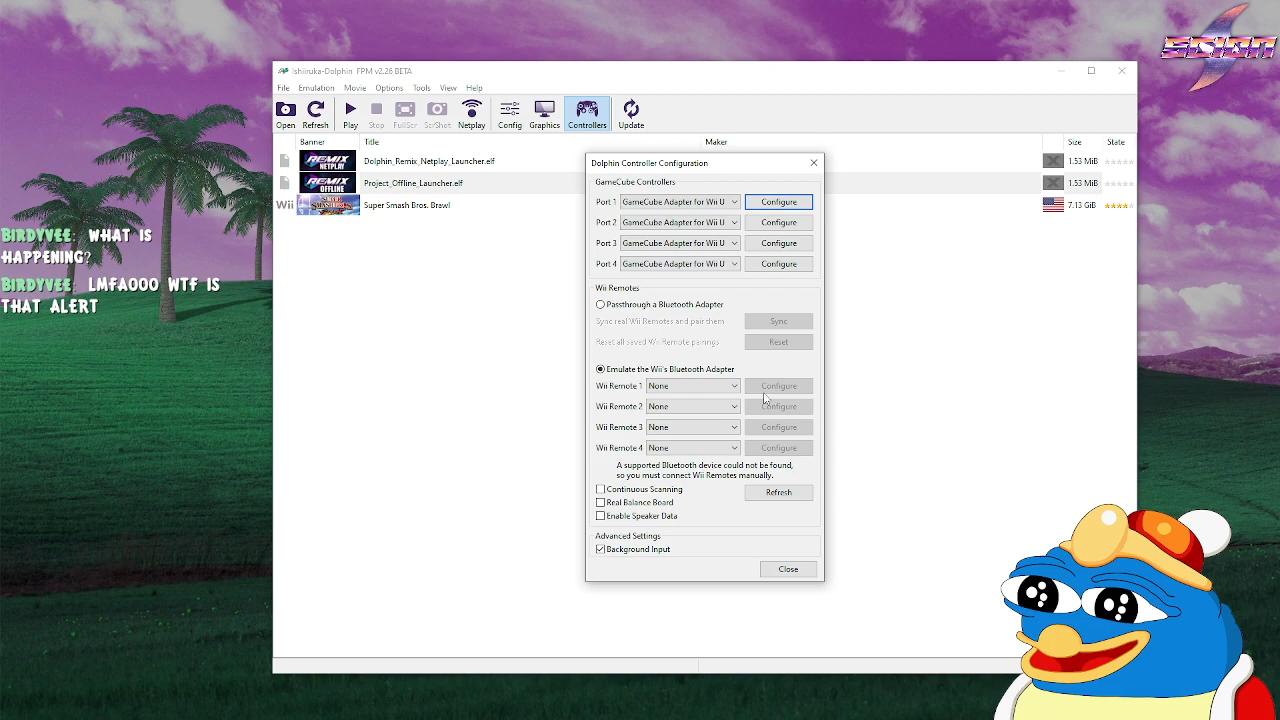 SCION
Ishiiruka-Dolphin FPM v2.26 BETA
File Emulation Movie Options Tools View Help
Open Refresh Play Stop FullScr ScrShot Netplay Config Graphics Controllers Update
Banner Title Maker Size State
REMIX NETPLAY Dolphin_Remix_Netplay_Launcher.elf 1.53 MiB
REMIX OFFLINE Project_Offline_Launcher.elf 1.53 MiB
Wii Super Smash Bros. Brawl 7.13 GiB
BIRDYVEE: WHAT IS
HAPPENING?
BIRDYVEE: LMFAOOO WTF IS
THAT ALERT
Dolphin Controller Configuration
GameCube Controllers
Port 1 GameCube Adapter for Wii U Configure
Port 2 GameCube Adapter for Wii U Configure
Port 3 GameCube Adapter for Wii U Configure
Port 4 GameCube Adapter for Wii U Configure
Wii Remotes
Passthrough a Bluetooth Adapter
Sync real Wii Remotes and pair them Sync
Reset all saved Wii Remote pairings Reset
Emulate the Wii's Bluetooth Adapter
Wii Remote 1 None Configure
Wii Remote 2 None Configure
Wii Remote 3 None Configure
Wii Remote 4 None Configure
A supported Bluetooth device could not be found,
so you must connect Wii Remotes manually.
Continuous Scanning Refresh
Real Balance Board
Enable Speaker Data
Advanced Settings
Background Input
Close